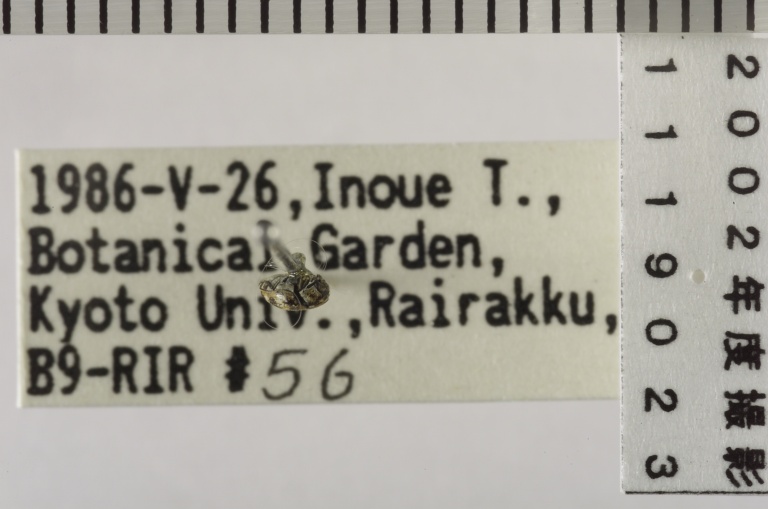 1986-V-26,Inoue T.,
Botanical Garden,
Kyoto Univ.,Rairakku,
B9-RIR #56
2002年度撮影
1119023